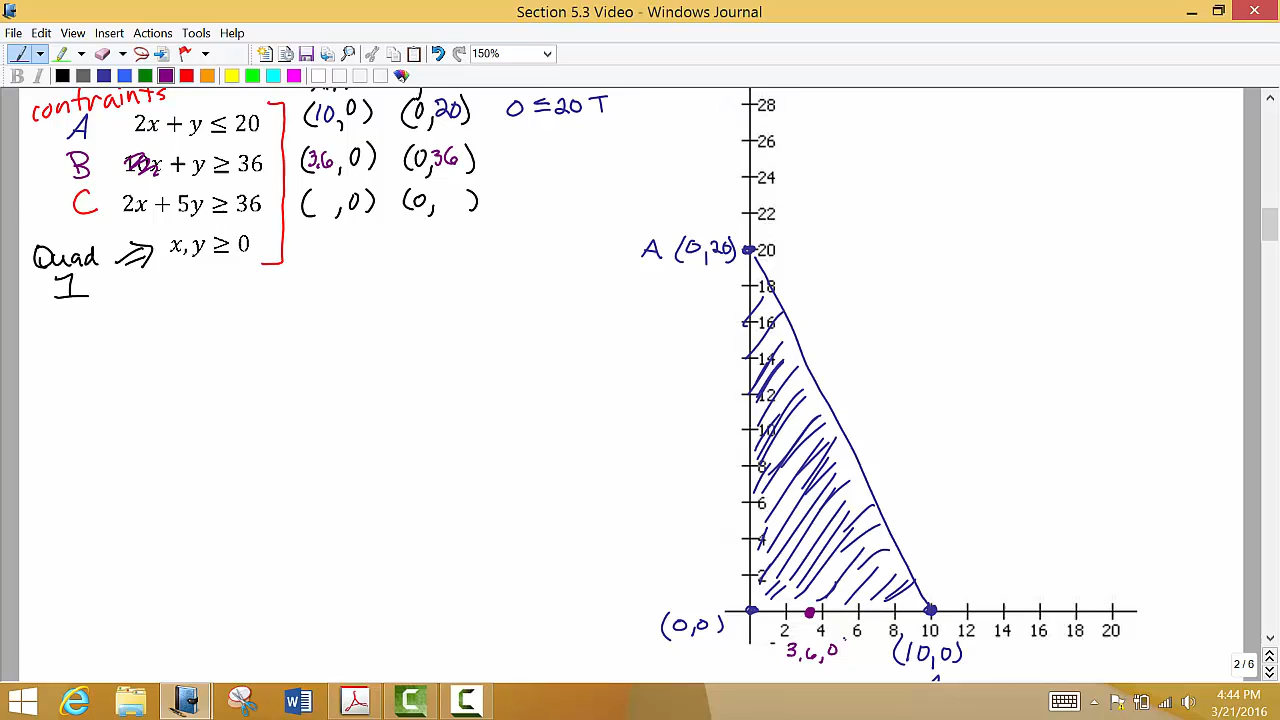 Section 5.3 Video - Windows Journal
File Edit View Insert Actions Tools Help
150%
B I
contraints
A 2x + y ≤ 20 (10,0) (0,20) 0 ≤ 20 T
B 10x + y ≥ 36 (3.6,0) (0,36)
C 2x + 5y ≥ 36 ( ,0) (0, )
Quad ⇒ x, y ≥ 0
1
28
26
24
22
A (0,20) 20
18
16
14
12
10
8
6
4
2
(0,0) 2 4 6 8 10 12 14 16 18 20
3.6,0 (10,0)
2 / 6
4:44 PM
3/21/2016